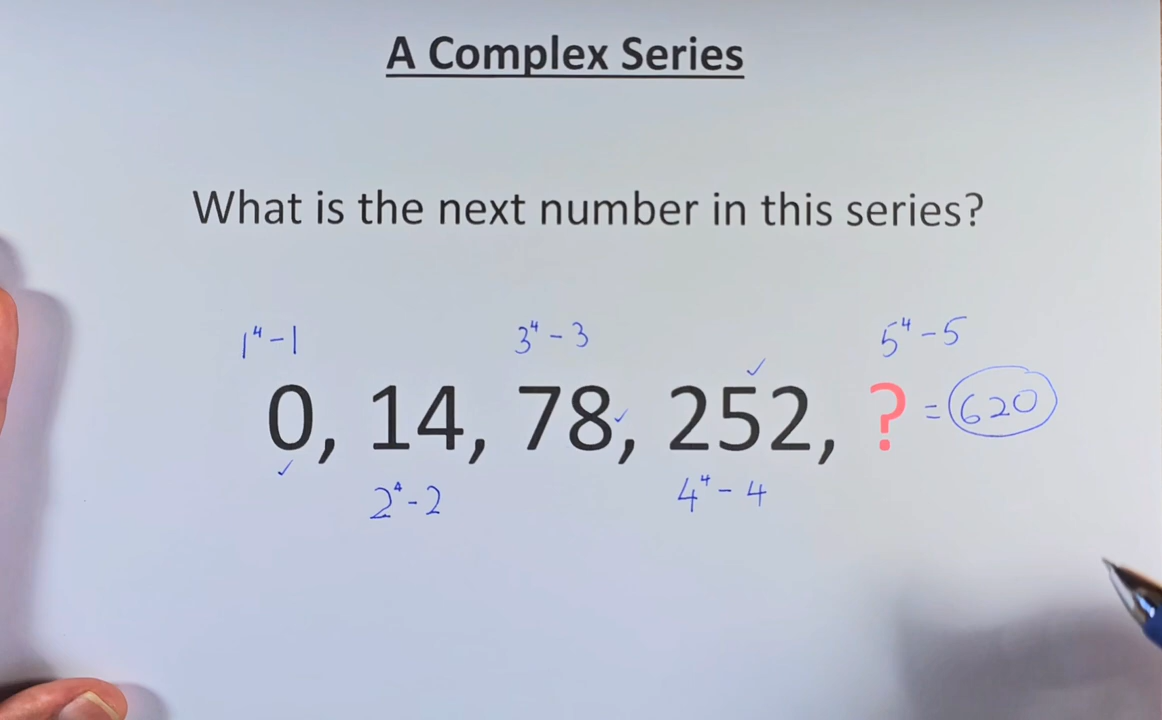 A Complex Series
What is the next number in this series?
1⁴-1 3⁴-3 5⁴-5
0, 14, 78, 252, ? = 620
2⁴-2 4⁴-4